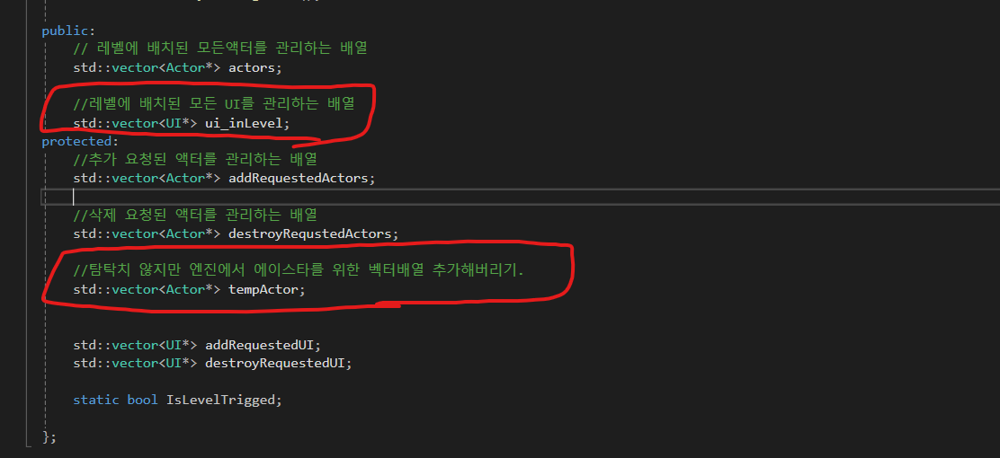 public:
// 레벨에 배치된 모든액터를 관리하는 배열
std::vector<Actor*> actors;
//레벨에 배치된 모든 UI를 관리하는 배열
std::vector<UI*> ui_inLevel;
protected:
//추가 요청된 액터를 관리하는 배열
std::vector<Actor*> addRequestedActors;
//삭제 요청된 액터를 관리하는 배열
std::vector<Actor*> destroyRequstedActors;
//탐탁치 않지만 엔진에서 에이스타를 위한 벡터배열 추가해버리기.
std::vector<Actor*> tempActor;
std::vector<UI*> addRequestedUI;
std::vector<UI*> destroyRequestedUI;
static bool IsLevelTrigged;
};